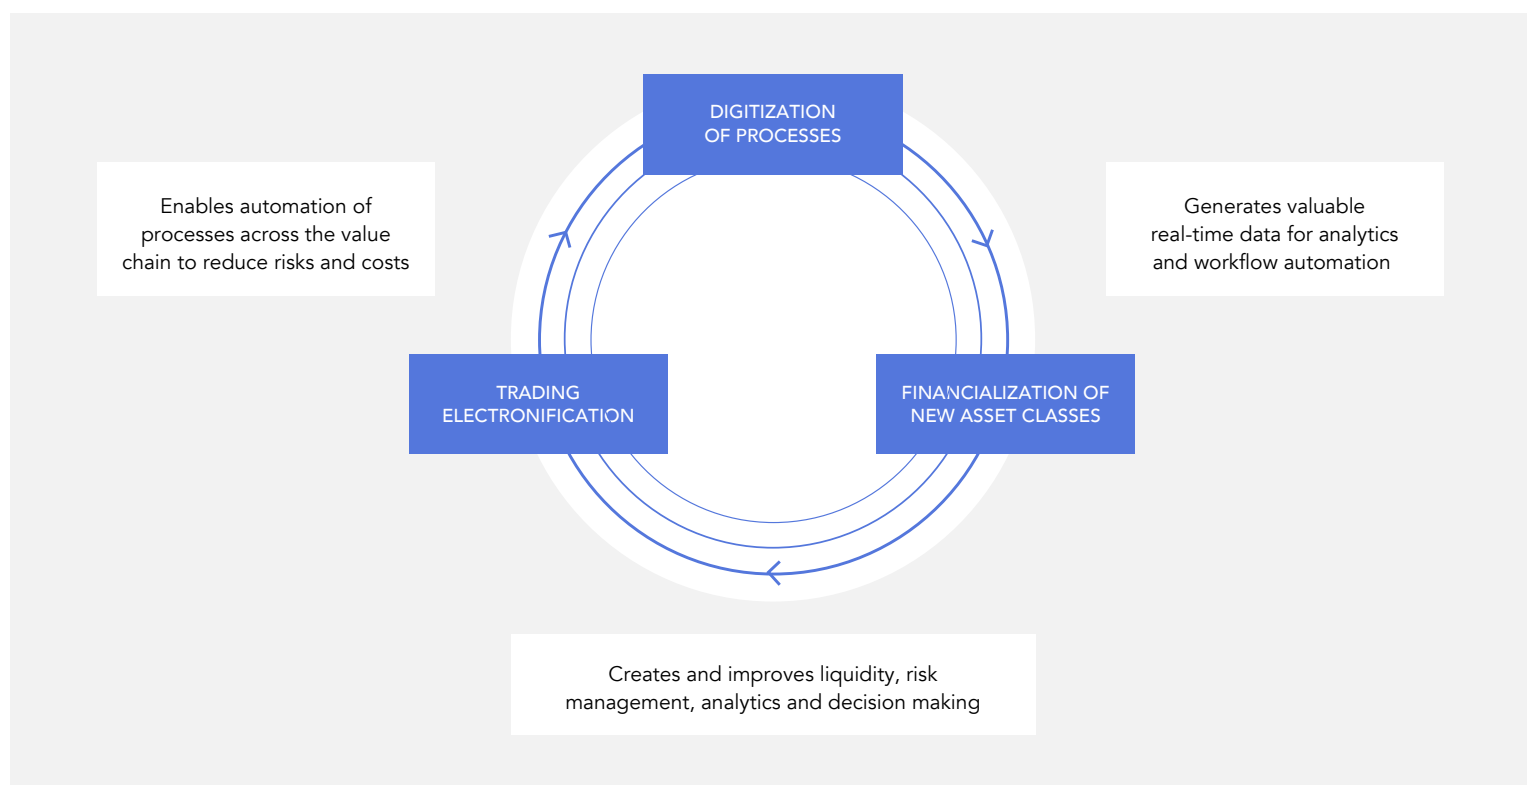 DIGITIZATION
OF PROCESSES
Enables automation of
processes across the value
chain to reduce risks and costs
Generates valuable
real-time data for analytics
and workflow automation
TRADING
ELECTRONIFICATION
FINANCIALIZATION OF
NEW ASSET CLASSES
Creates and improves liquidity, risk
management, analytics and decision making